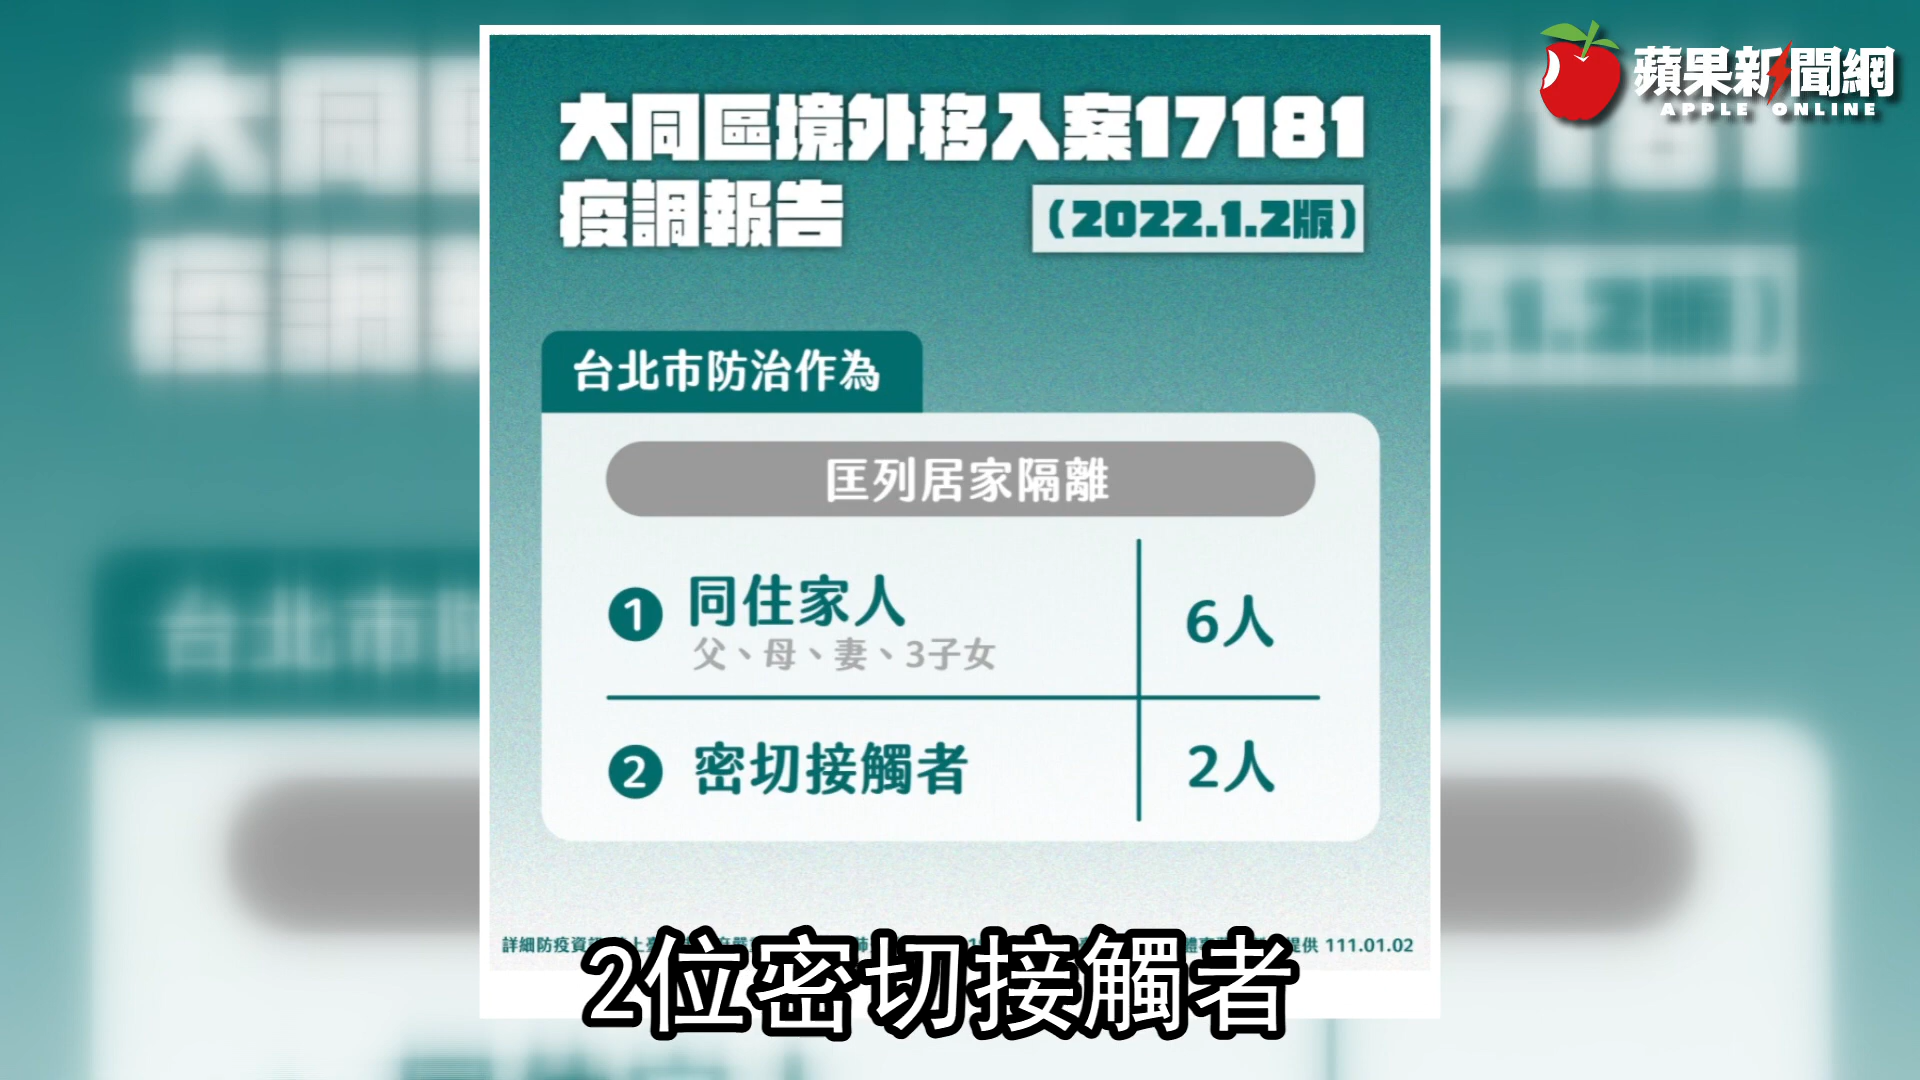 蘋果新聞網
APPLE ONLINE
大同區境外移入案17181
疫調報告
（2022.1.2版）
台北市防治作為
匡列居家隔離
1 同住家人 6人
父、母、妻、3子女
2 密切接觸者 2人
詳細防疫資訊
提供 111.01.02
2位密切接觸者